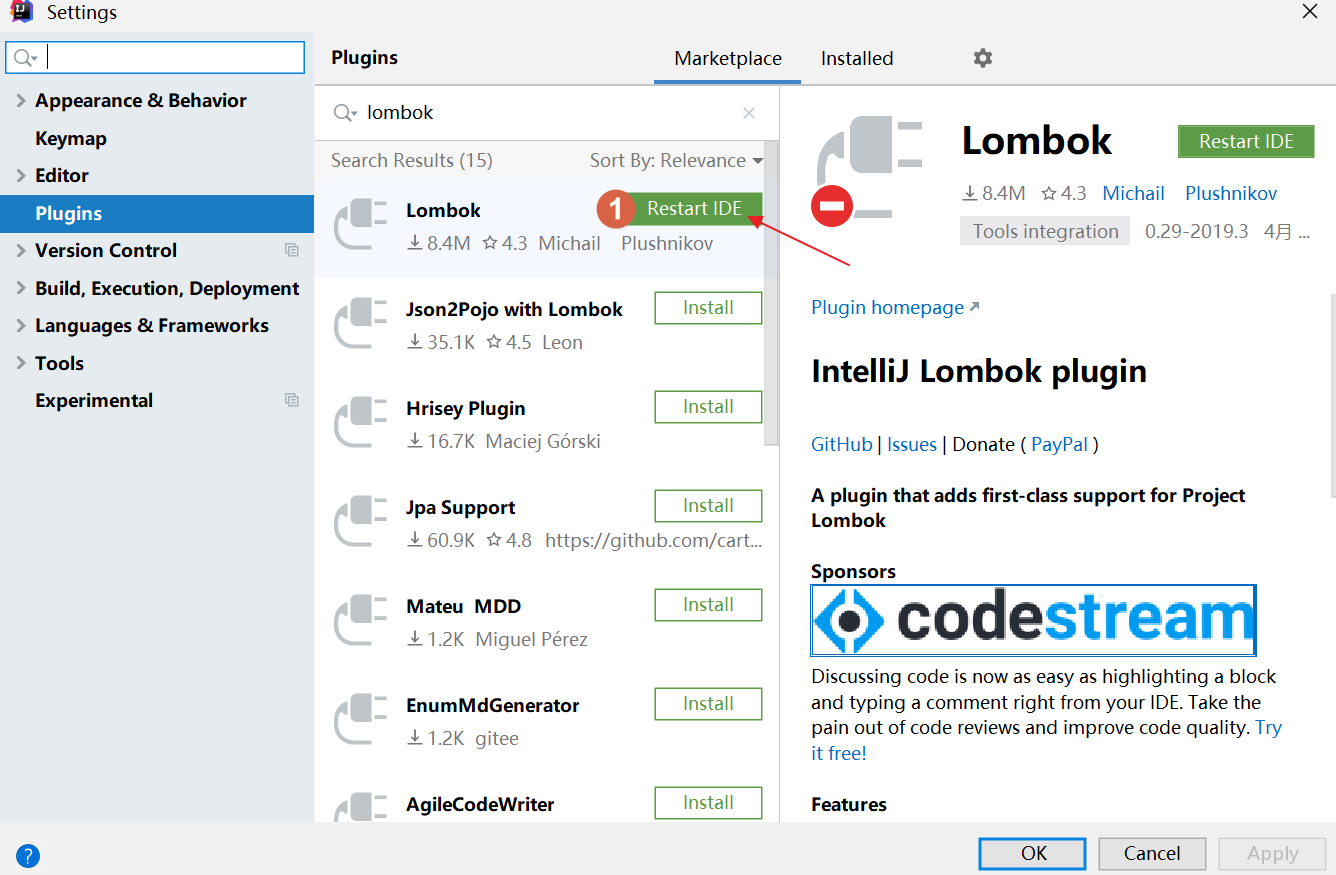 Settings
Appearance & Behavior
Keymap
Editor
Plugins
Version Control
Build, Execution, Deployment
Languages & Frameworks
Tools
Experimental
?
Plugins
Marketplace
Installed
lombok
Search Results (15)
Sort By: Relevance
Lombok
1
Restart IDE
8.4M 4.3 Michail Plushnikov
Json2Pojo with Lombok
Install
35.1K 4.5 Leon
Hrisey Plugin
Install
16.7K Maciej Górski
Jpa Support
Install
60.9K 4.8 https://github.com/cart...
Mateu MDD
Install
1.2K Miguel Pérez
EnumMdGenerator
Install
1.2K gitee
AgileCodeWriter
Install
Lombok
Restart IDE
8.4M 4.3 Michail Plushnikov
Tools integration 0.29-2019.3 4月 ...
Plugin homepage
IntelliJ Lombok plugin
GitHub | Issues | Donate ( PayPal )
A plugin that adds first-class support for Project
Lombok
Sponsors
codestream
Discussing code is now as easy as highlighting a block
and typing a comment right from your IDE. Take the
pain out of code reviews and improve code quality. Try
it free!
Features
OK
Cancel
Apply